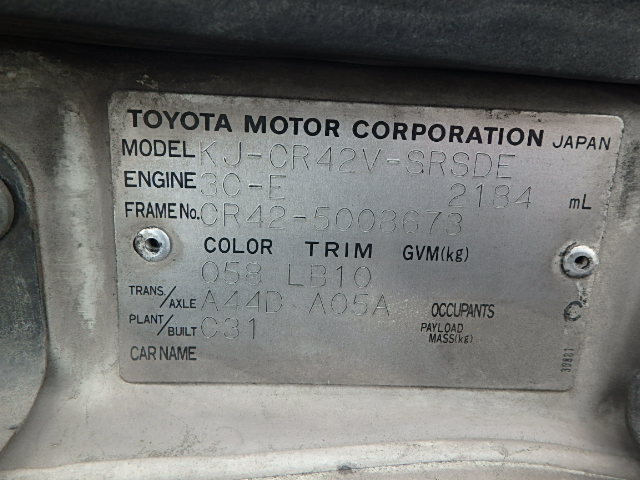 TOYOTA MOTOR CORPORATION JAPAN
MODEL KJ-CR42V-SRSDE
ENGINE 3C-E 2184 mL
FRAME No. CR42-5008673
COLOR TRIM GVM(kg)
058 LB10
TRANS./AXLE A44D A05A OCCUPANTS
PLANT/BUILT C31 PAYLOAD MASS(kg)
CAR NAME
39881